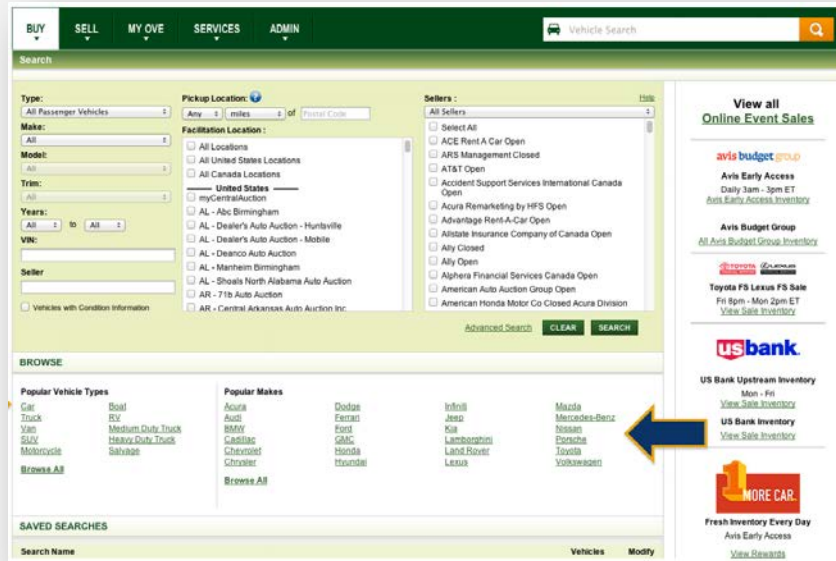 BUY SELL MY OVE SERVICES ADMIN
Vehicle Search
Search
Type:
All Passenger Vehicles
Make:
All
Model:
All
Trim:
All
Years:
All to All
VIN:
Seller
Vehicles with Condition Information
Pickup Location:
Any miles of Postal Code
Facilitation Location :
All Locations
All United States Locations
All Canada Locations
United States
myCentralAuction
AL - Abc Birmingham
AL - Dealer's Auto Auction - Huntsville
AL - Dealer's Auto Auction - Mobile
AL - Deanco Auto Auction
AL - Manheim Birmingham
AL - Shoals North Alabama Auto Auction
AR - 71b Auto Auction
AR - Central Arkansas Auto Auction Inc
Sellers :
Help
All Sellers
Select All
ACE Rent A Car Open
ARS Management Closed
AT&T Open
Accident Support Services International Canada
Open
Acura Remarketing by HFS Open
Advantage Rent-A-Car Open
Allstate Insurance Company of Canada Open
Ally Closed
Ally Open
Alphera Financial Services Canada Open
American Auto Auction Group Open
American Honda Motor Co Closed Acura Division
Advanced Search CLEAR SEARCH
BROWSE
Popular Vehicle Types
Car Boat
Truck RV
Van Medium Duty Truck
SUV Heavy Duty Truck
Motorcycle Salvage
Browse All
Popular Makes
Acura Dodge Infiniti Mazda
Audi Ferrari Jeep Mercedes-Benz
BMW Ford Kia Nissan
Cadillac GMC Lamborghini Porsche
Chevrolet Honda Land Rover Toyota
Chrysler Hyundai Lexus Volkswagen
Browse All
SAVED SEARCHES
Search Name Vehicles Modify
View all
Online Event Sales
avis budget group
Avis Early Access
Daily 3am - 3pm ET
Avis Early Access Inventory
Avis Budget Group
All Avis Budget Group Inventory
TOYOTA LEXUS
Toyota FS Lexus FS Sale
Fri 8pm - Mon 2pm ET
View Sale Inventory
usbank.
US Bank Upstream Inventory
Mon - Fri
View Sale Inventory
US Bank Inventory
View Sale Inventory
1 MORE CAR.
Fresh Inventory Every Day
Avis Early Access
View Rewards